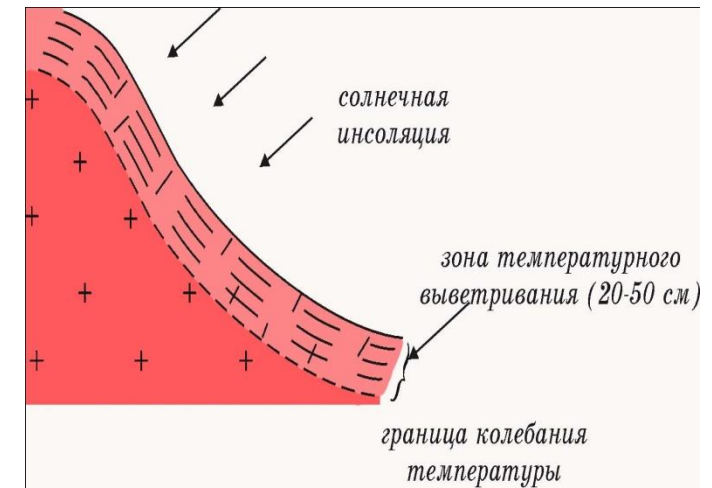 солнечная
инсоляция
зона температурного
выветривания (20-50 см)
граница колебания
температуры